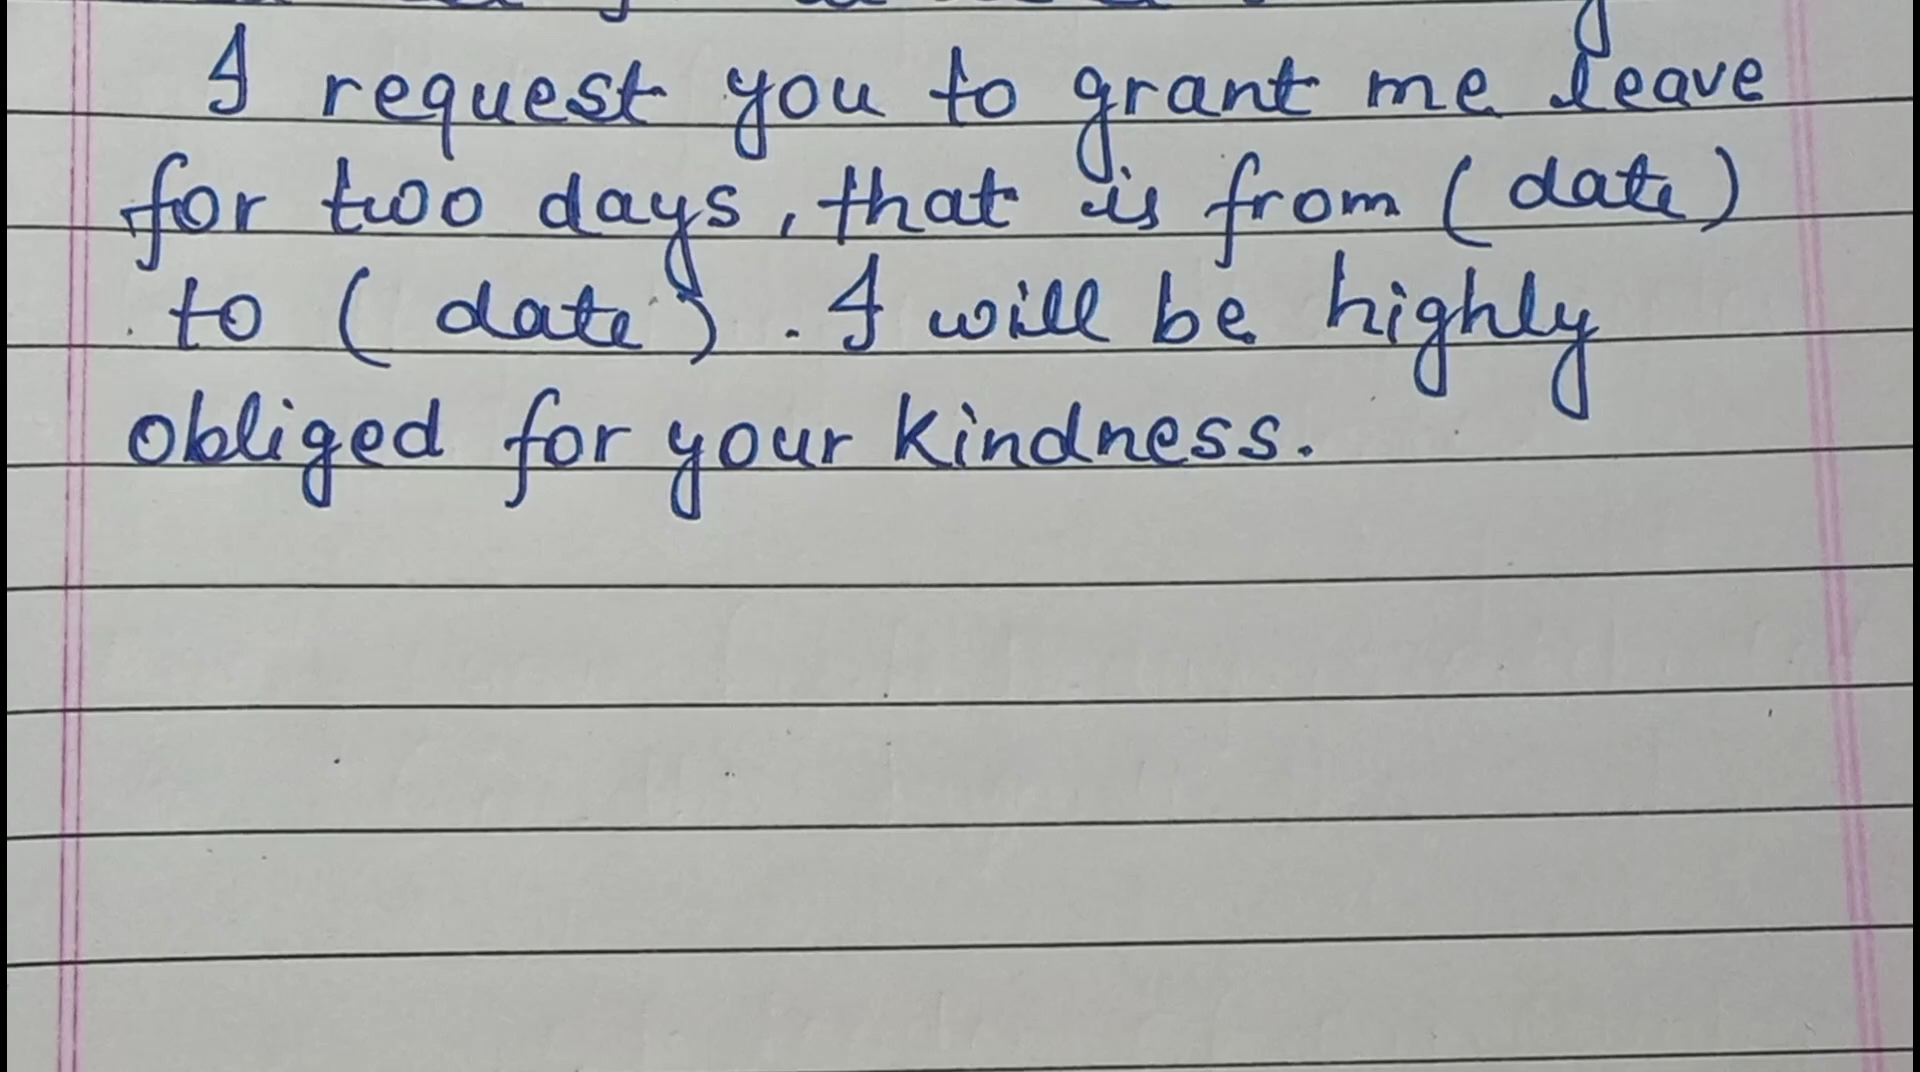 I request you to grant me leave
for two days, that is from (date)
to (date). I will be highly
obliged for your kindness.